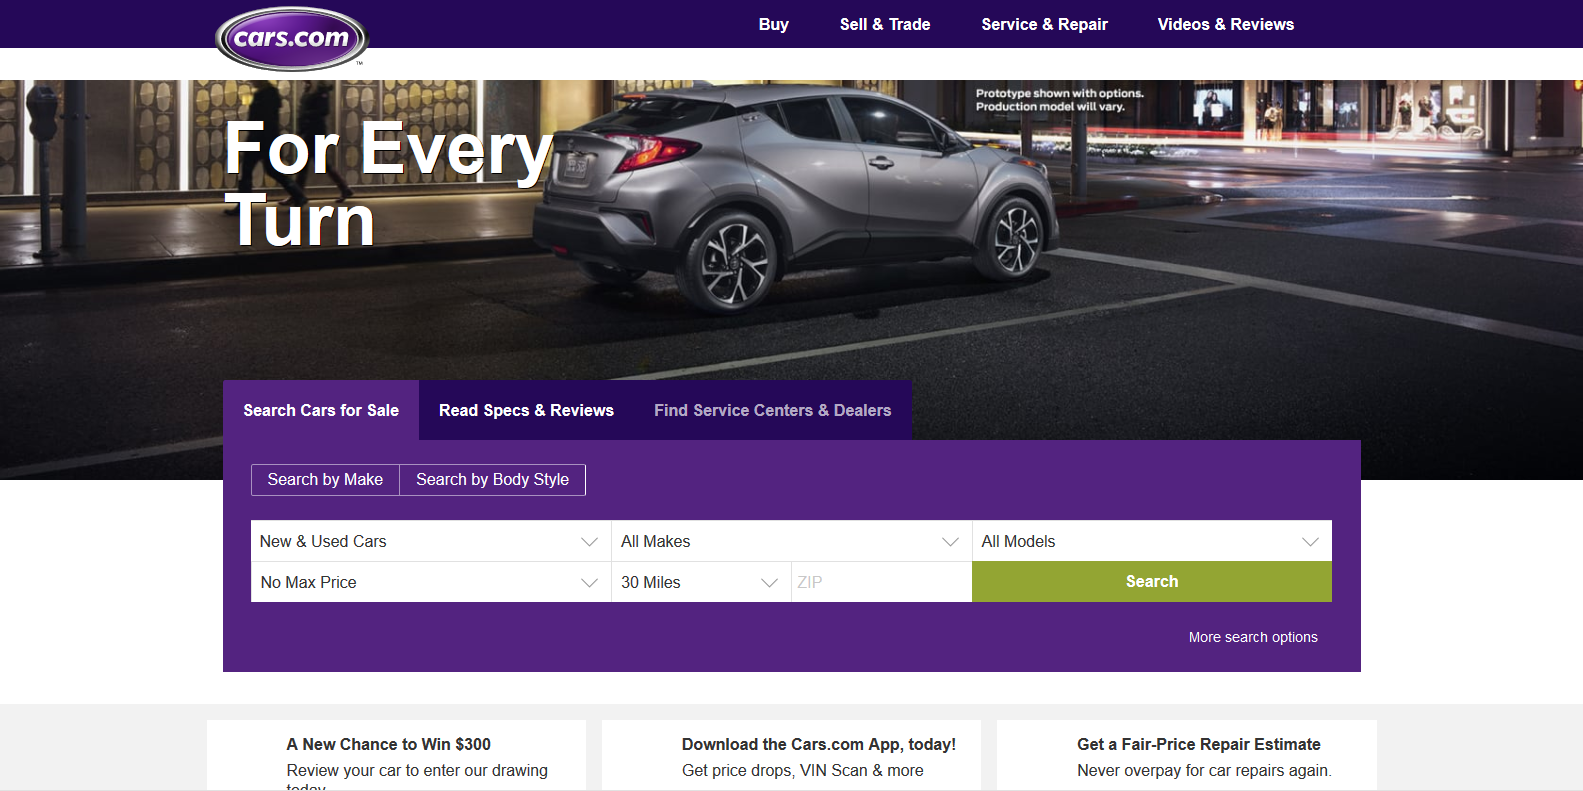 cars.com
™
Buy
Sell & Trade
Service & Repair
Videos & Reviews
Prototype shown with options.
Production model will vary.
For Every
Turn
Search Cars for Sale
Read Specs & Reviews
Find Service Centers & Dealers
Search by Make
Search by Body Style
New & Used Cars
All Makes
All Models
No Max Price
30 Miles
ZIP
Search
More search options
A New Chance to Win $300
Review your car to enter our drawing
today
Download the Cars.com App, today!
Get price drops, VIN Scan & more
Get a Fair-Price Repair Estimate
Never overpay for car repairs again.